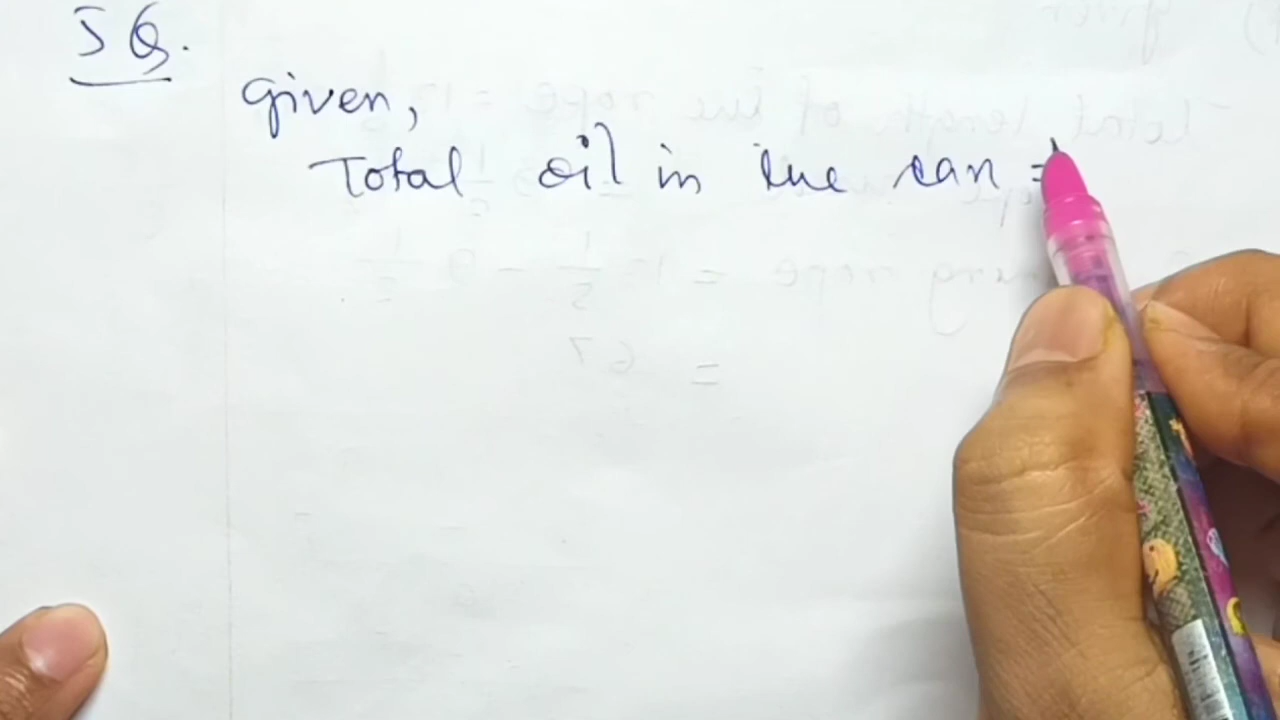 5Q.
Given,
Total oil in the can =